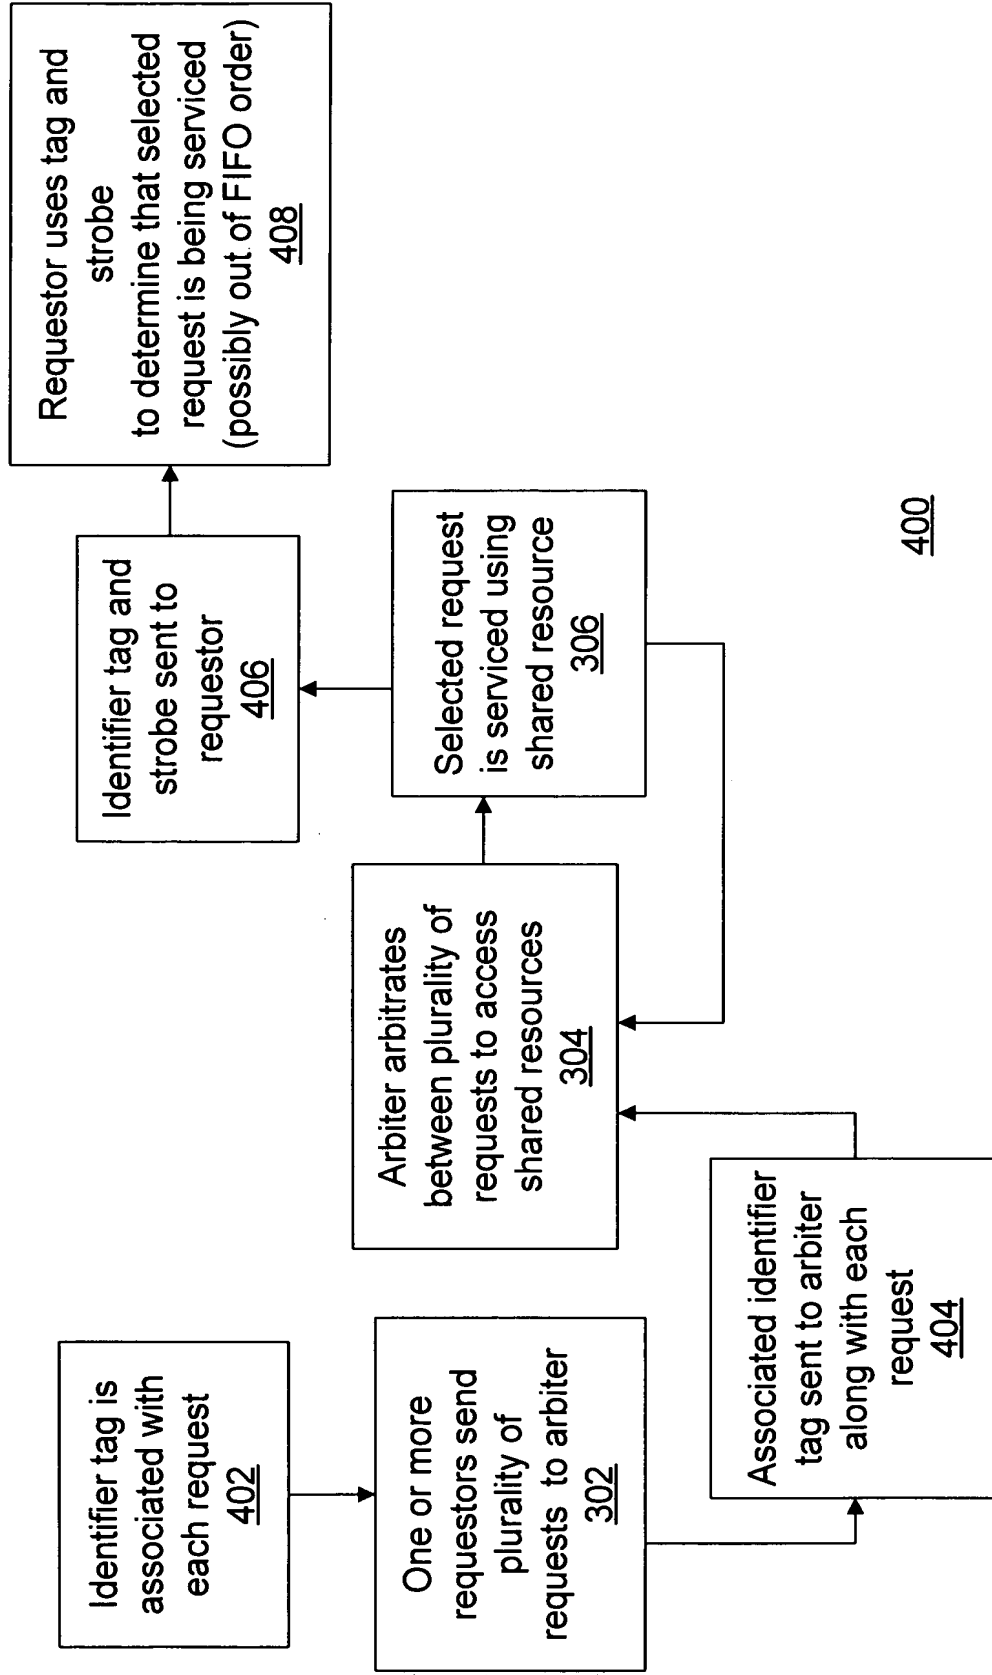 Identifier tag is
associated with
each request
402
One or more
requestors send
plurality of
requests to arbiter
302
Associated identifier
tag sent to arbiter
along with each
request
404
Arbiter arbitrates
between plurality of
requests to access
shared resources
304
Selected request
is serviced using
shared resource
306
Identifier tag and
strobe sent to
requestor
406
Requestor uses tag and
strobe
to determine that selected
request is being serviced
(possibly out of FIFO order)
408
400